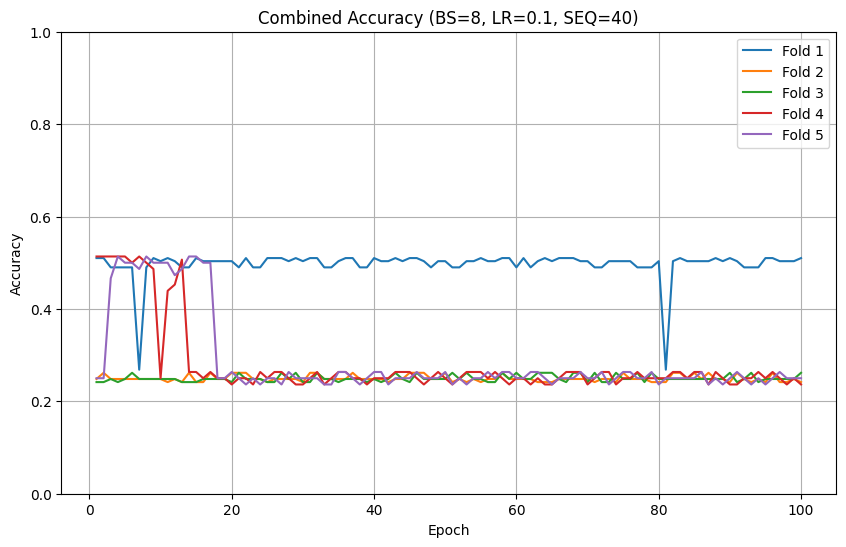 Combined Accuracy (BS=8, LR=0.1, SEQ=40)
Fold 1
Fold 2
Fold 3
Fold 4
Fold 5
Accuracy
1.0
0.8
0.6
0.4
0.2
0.0
0
20
40
60
80
100
Epoch